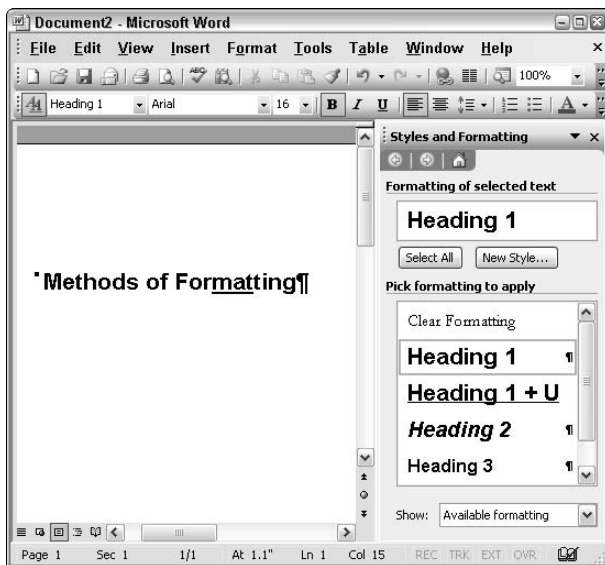 Document2 - Microsoft Word
File Edit View Insert Format Tools Table Window Help
ABC 100%
Heading 1 Arial 16 B I U A
Styles and Formatting
Formatting of selected text
Heading 1
Select All New Style...
Methods of Formatting¶
Pick formatting to apply
Clear Formatting
Heading 1 ¶
Heading 1 + U
Heading 2 ¶
Heading 3 ¶
Show: Available formatting
Page 1 Sec 1 1/1 At 1.1" Ln 1 Col 15 REC TRK EXT OVR